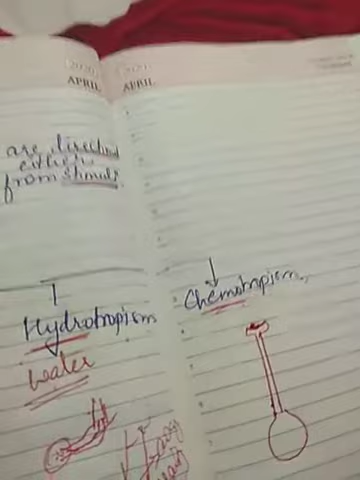 APRIL
APRIL
are directed
either
from stimuli
Hydrotropism
Water
Chemotropism